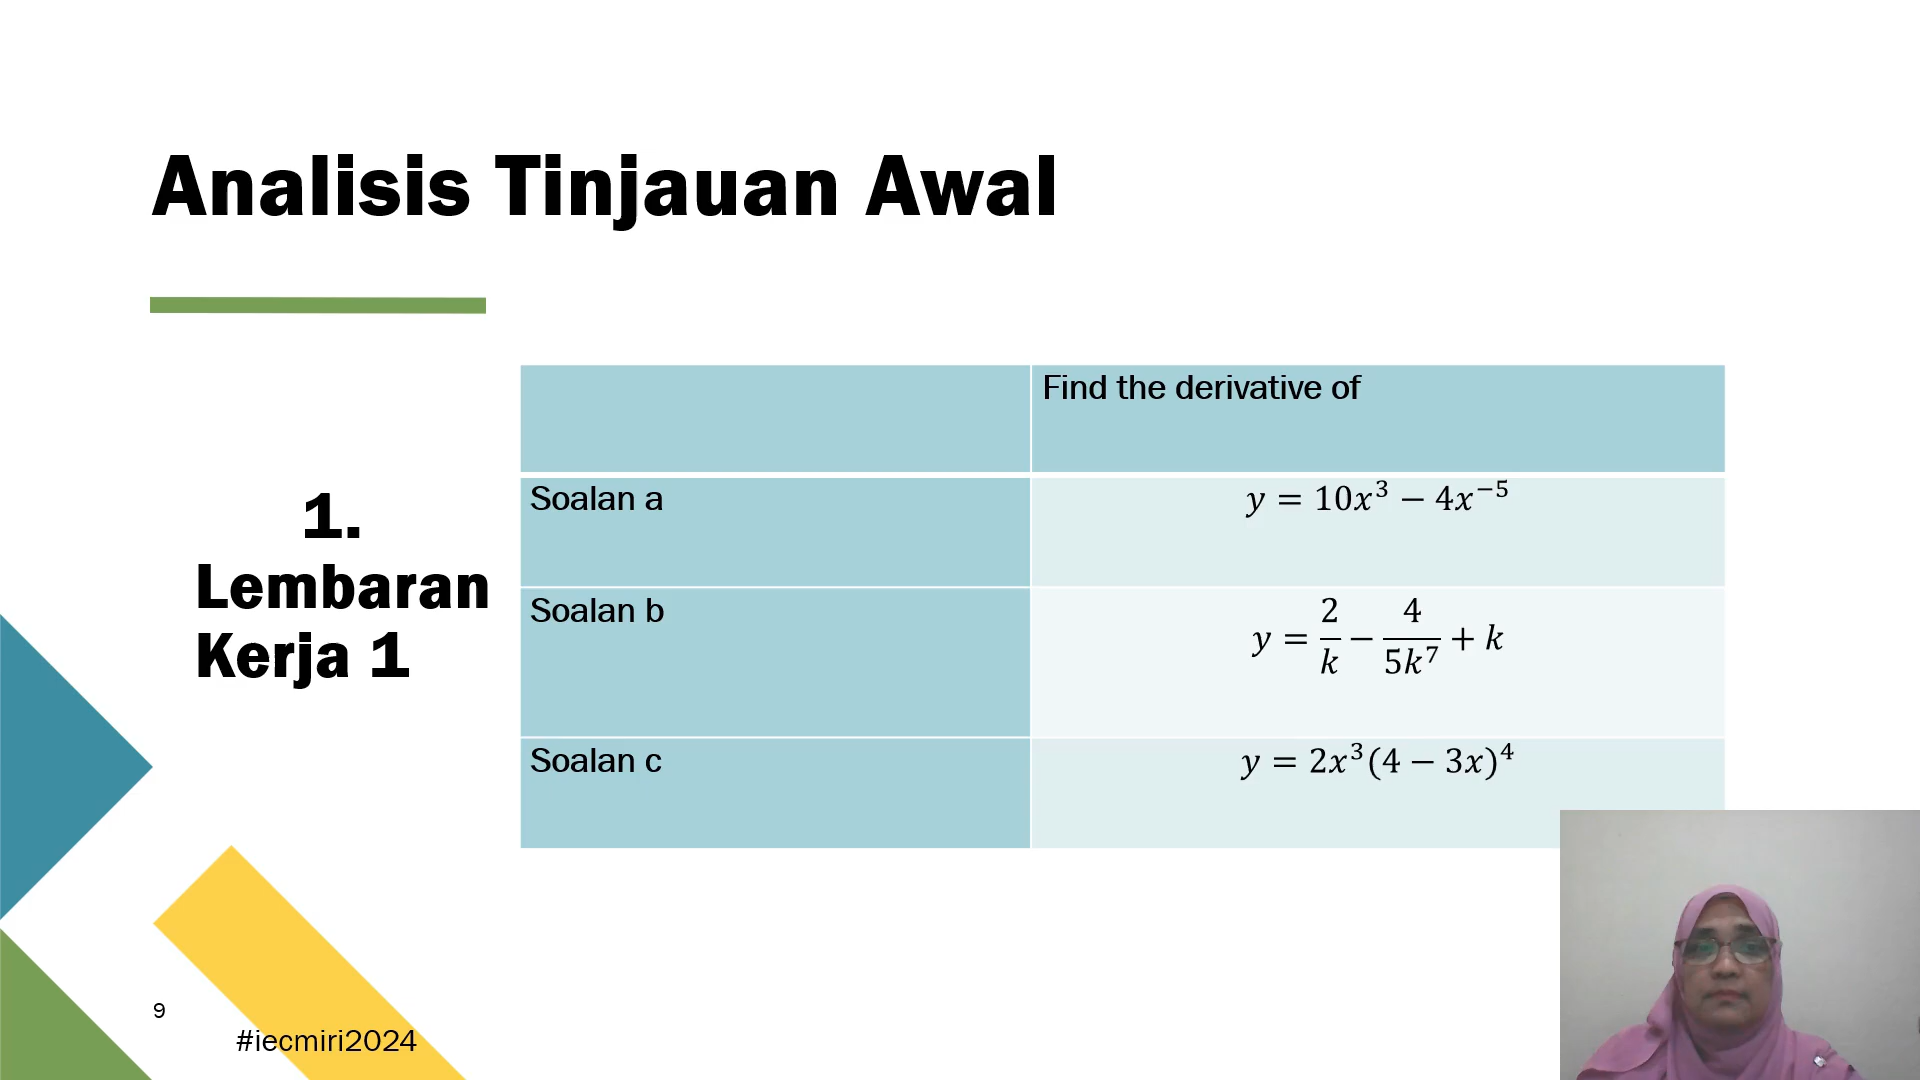 Analisis Tinjauan Awal
1.
Lembaran
Kerja 1
Find the derivative of
Soalan a
y = 10x³ − 4x⁻⁵
Soalan b
y = 2/k − 4/5k⁷ + k
Soalan c
y = 2x³(4 − 3x)⁴
9
#iecmiri2024